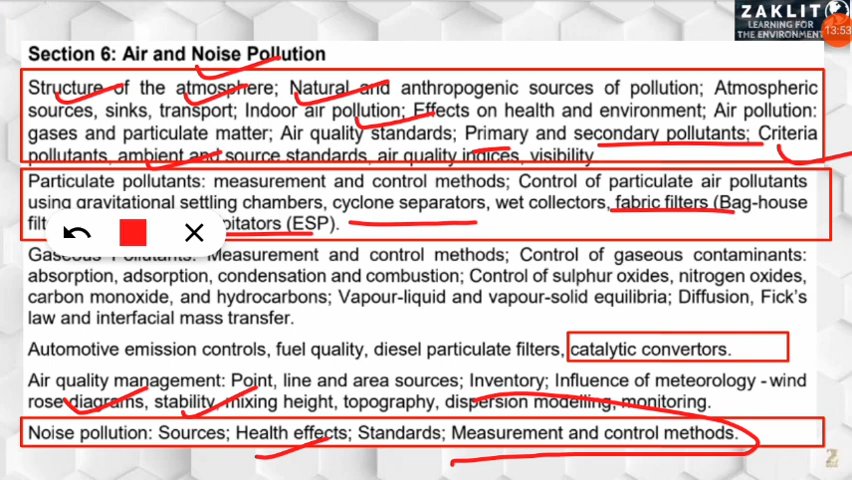 ZAKLIT
LEARNING FOR
THE ENVIRONMENT
13:53
Section 6: Air and Noise Pollution
Structure of the atmosphere; Natural and anthropogenic sources of pollution; Atmospheric
sources, sinks, transport; Indoor air pollution; Effects on health and environment; Air pollution:
gases and particulate matter; Air quality standards; Primary and secondary pollutants; Criteria
pollutants, ambient and source standards, air quality indices, visibility
Particulate pollutants: measurement and control methods; Control of particulate air pollutants
using gravitational settling chambers, cyclone separators, wet collectors, fabric filters (Bag-house
(ESP).
Gaseous Pollutants: Measurement and control methods; Control of gaseous contaminants:
absorption, adsorption, condensation and combustion; Control of sulphur oxides, nitrogen oxides,
carbon monoxide, and hydrocarbons; Vapour-liquid and vapour-solid equilibria; Diffusion, Fick's
law and interfacial mass transfer.
Automotive emission controls, fuel quality, diesel particulate filters, catalytic convertors.
Air quality management: Point, line and area sources; Inventory; Influence of meteorology - wind
rose diagrams, stability, mixing height, topography, dispersion modelling, monitoring.
Noise pollution: Sources; Health effects; Standards; Measurement and control methods.